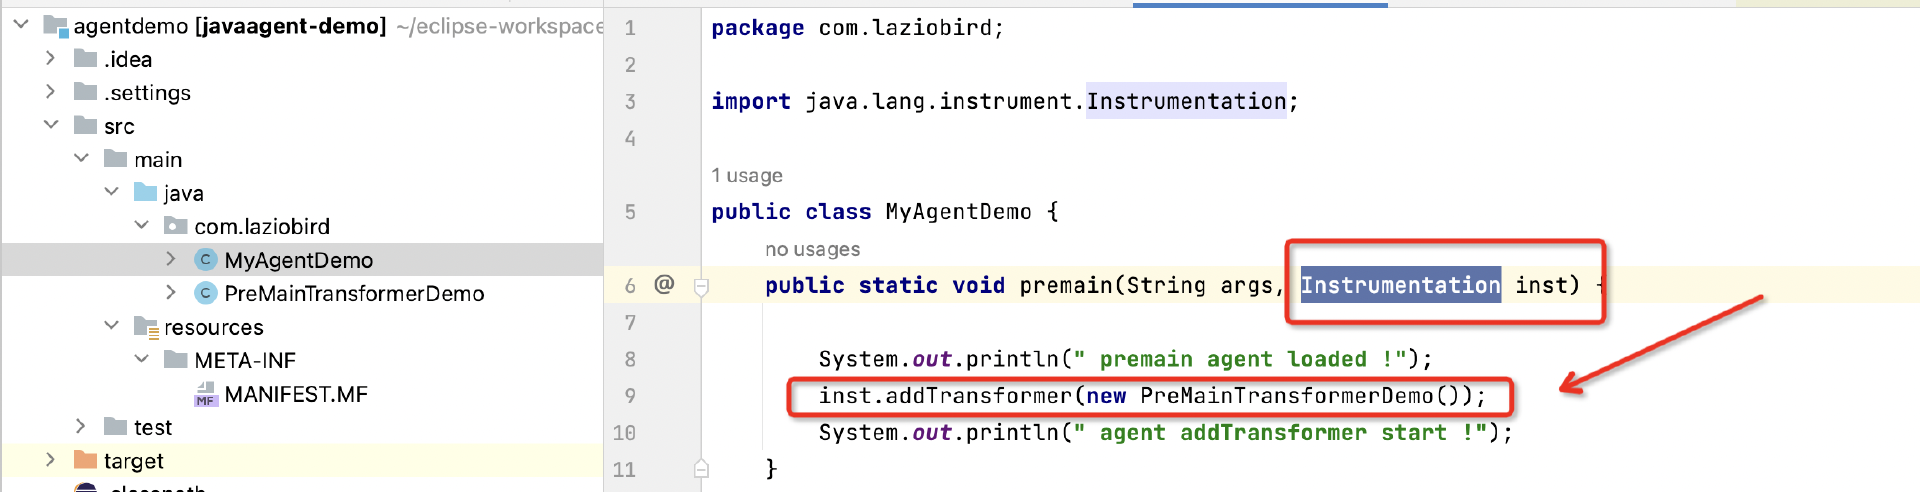 agentdemo [javaagent-demo] ~/eclipse-workspace
.idea
.settings
src
main
java
com.laziobird
C MyAgentDemo
C PreMainTransformerDemo
resources
META-INF
MF MANIFEST.MF
test
target
1 package com.laziobird;
2
3 import java.lang.instrument.Instrumentation;
4
1 usage
5 public class MyAgentDemo {
no usages
6 @ public static void premain(String args, Instrumentation inst) {
7
8 System.out.println(" premain agent loaded !");
9 inst.addTransformer(new PreMainTransformerDemo());
10 System.out.println(" agent addTransformer start !");
11 }